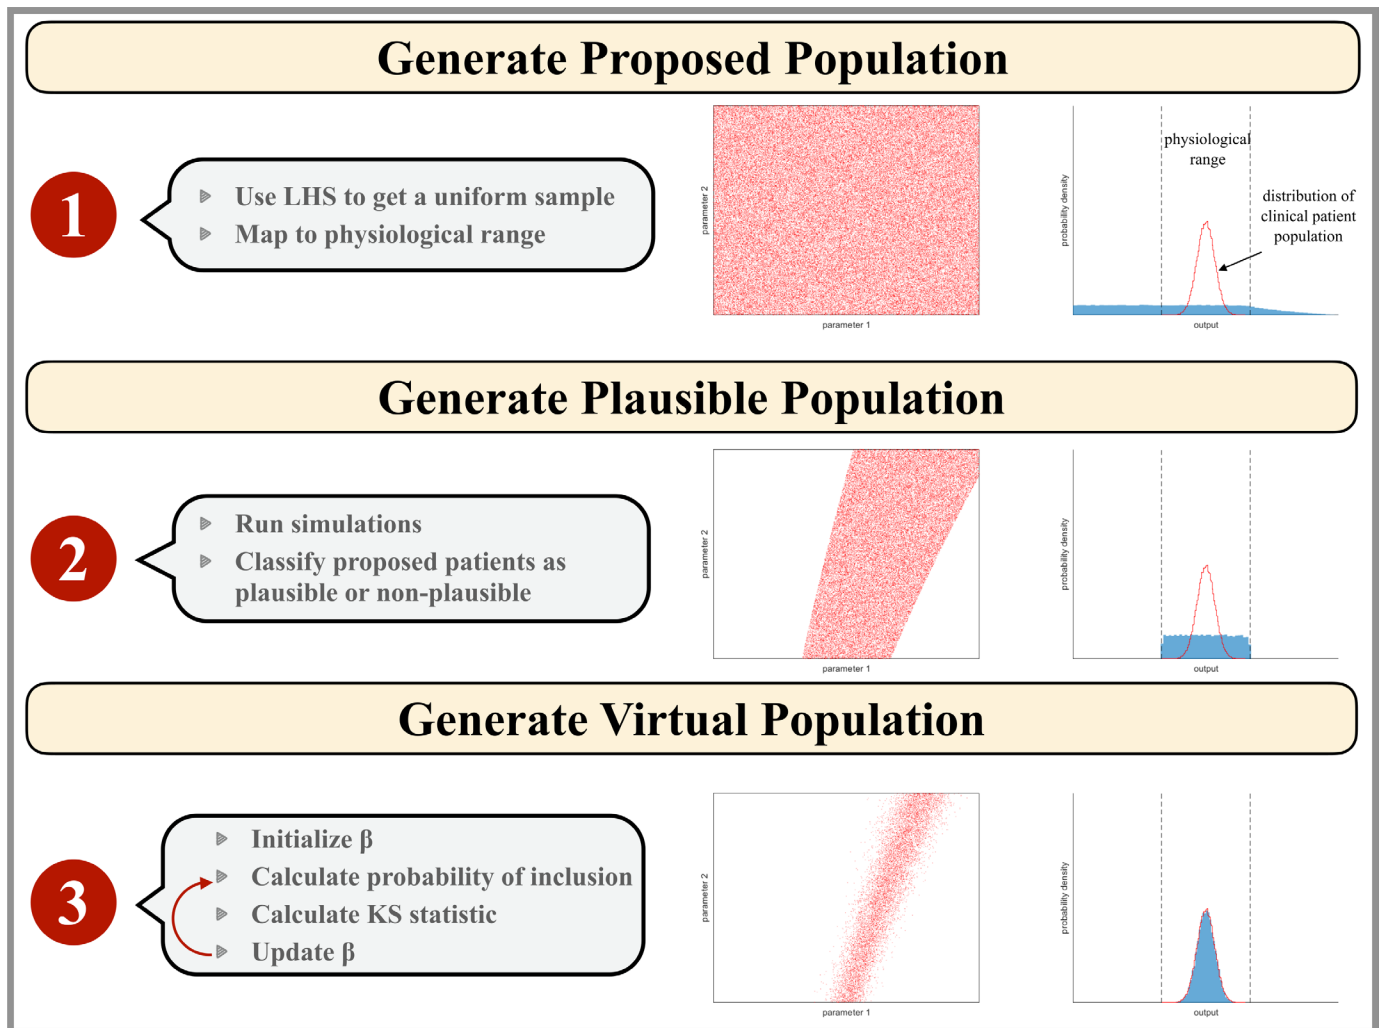 Generate Proposed Population
1
Use LHS to get a uniform sample
Map to physiological range
parameter 2
parameter 1
probability density
physiological
range
distribution of
clinical patient
population
output
Generate Plausible Population
2
Run simulations
Classify proposed patients as
plausible or non-plausible
parameter 2
parameter 1
probability density
output
Generate Virtual Population
3
Initialize β
Calculate probability of inclusion
Calculate KS statistic
Update β
parameter 2
parameter 1
probability density
output